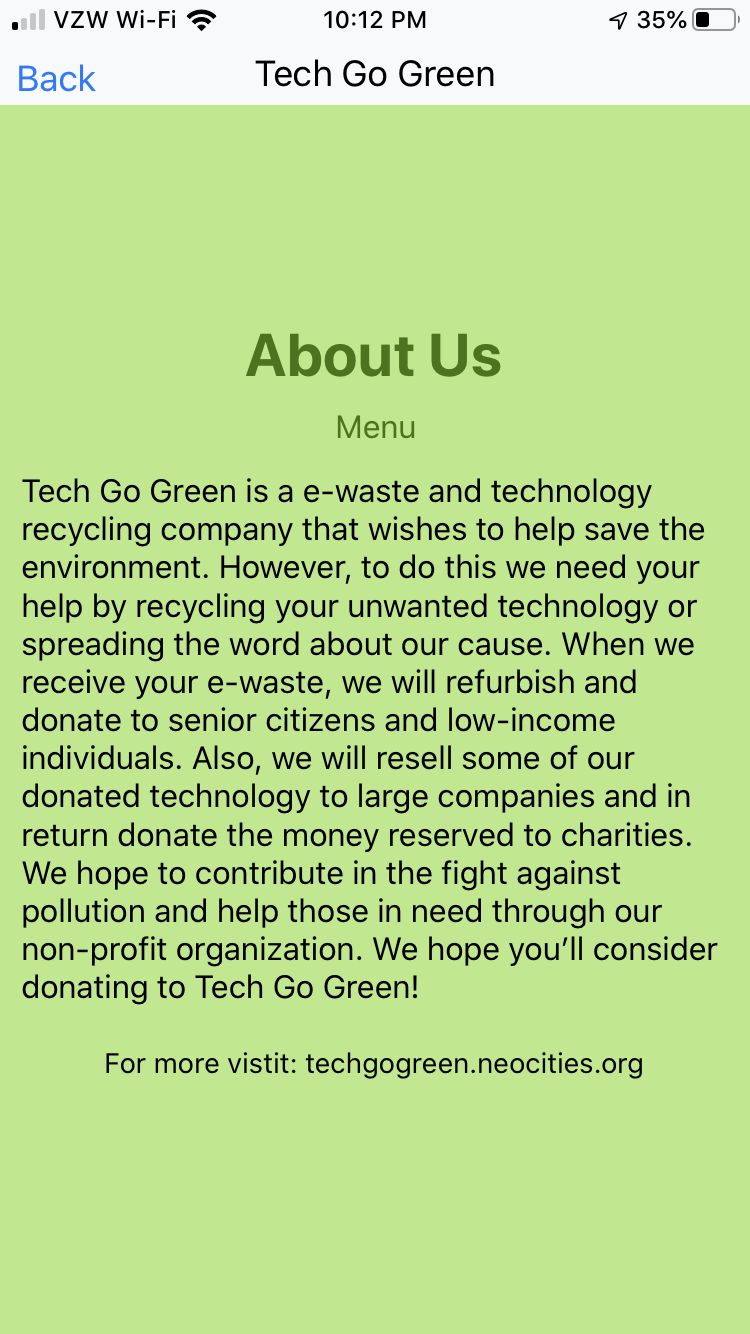 VZW Wi-Fi 10:12 PM 35%
Back Tech Go Green
About Us
Menu
Tech Go Green is a e-waste and technology
recycling company that wishes to help save the
environment. However, to do this we need your
help by recycling your unwanted technology or
spreading the word about our cause. When we
receive your e-waste, we will refurbish and
donate to senior citizens and low-income
individuals. Also, we will resell some of our
donated technology to large companies and in
return donate the money reserved to charities.
We hope to contribute in the fight against
pollution and help those in need through our
non-profit organization. We hope you’ll consider
donating to Tech Go Green!
For more vistit: techgogreen.neocities.org